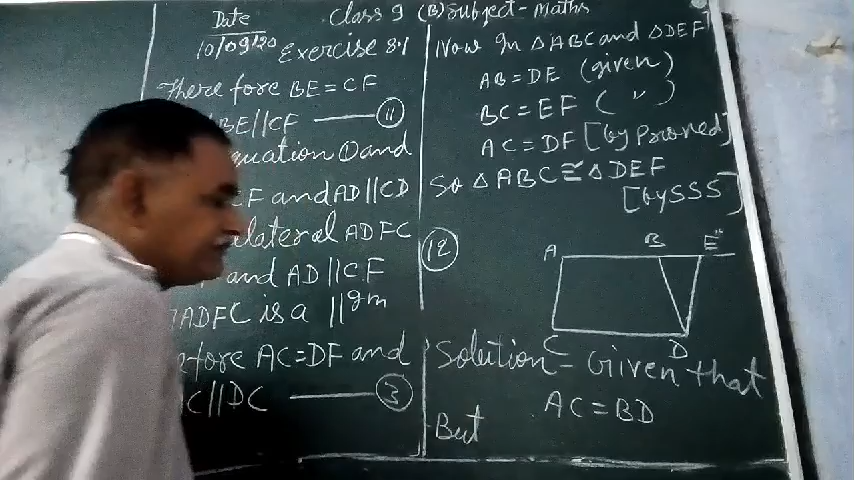 Date
10/09/20
Class 9 (B) Subject - Maths
Exercise 8.1
There fore BE = CF
BE||CF — (11)
quation (1) and
CF and AD||CD
ilateral ADFC
and AD||CF
ADFC is a ||gm
efore AC = DF and
C||DC — (3)
Now In △ABC and △DEF
AB = DE (given)
BC = EF ( " )
AC = DF [by Proved]
So △ABC ≅ △DEF
[by SSS]
(12)
A B E
C D
Solution - Given that
AC = BD
But